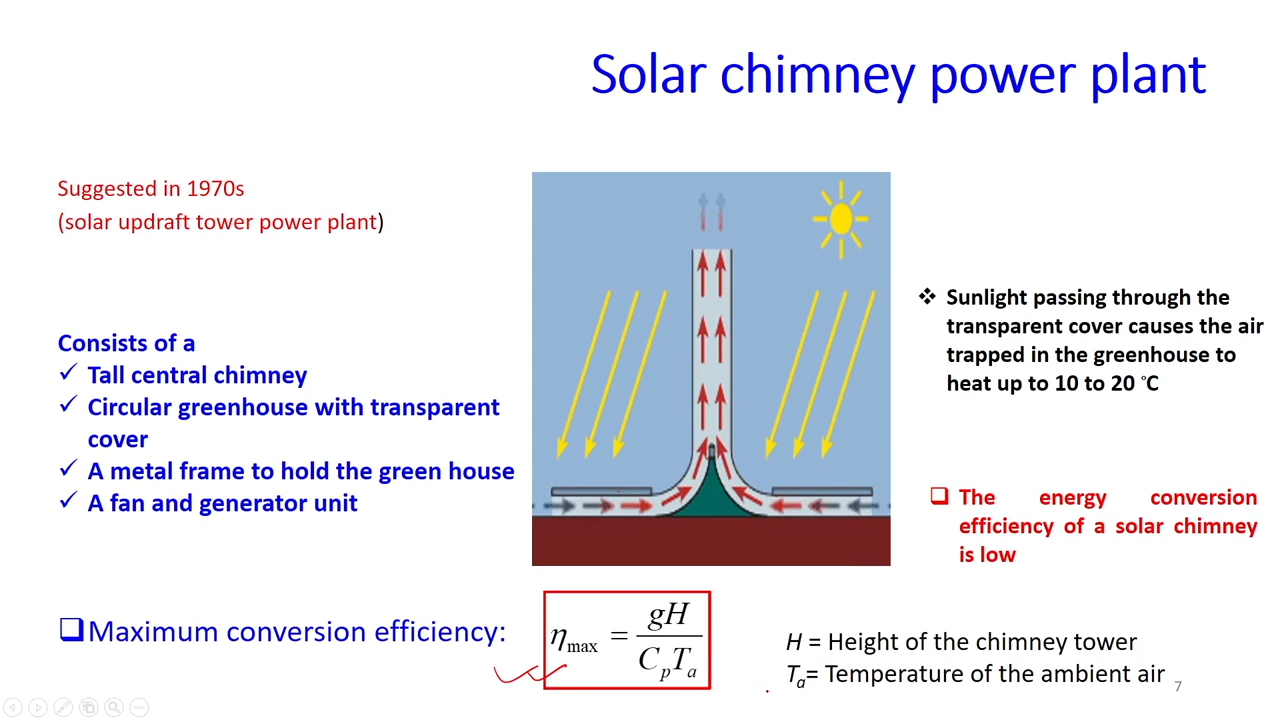 Solar chimney power plant
Suggested in 1970s
(solar updraft tower power plant)
Consists of a
✓ Tall central chimney
✓ Circular greenhouse with transparent
cover
✓ A metal frame to hold the green house
✓ A fan and generator unit
❖ Sunlight passing through the
transparent cover causes the air
trapped in the greenhouse to
heat up to 10 to 20 °C
❑ The energy conversion
efficiency of a solar chimney
is low
❑Maximum conversion efficiency:
η_max = gH / C_p T_a
H = Height of the chimney tower
T_a= Temperature of the ambient air
7